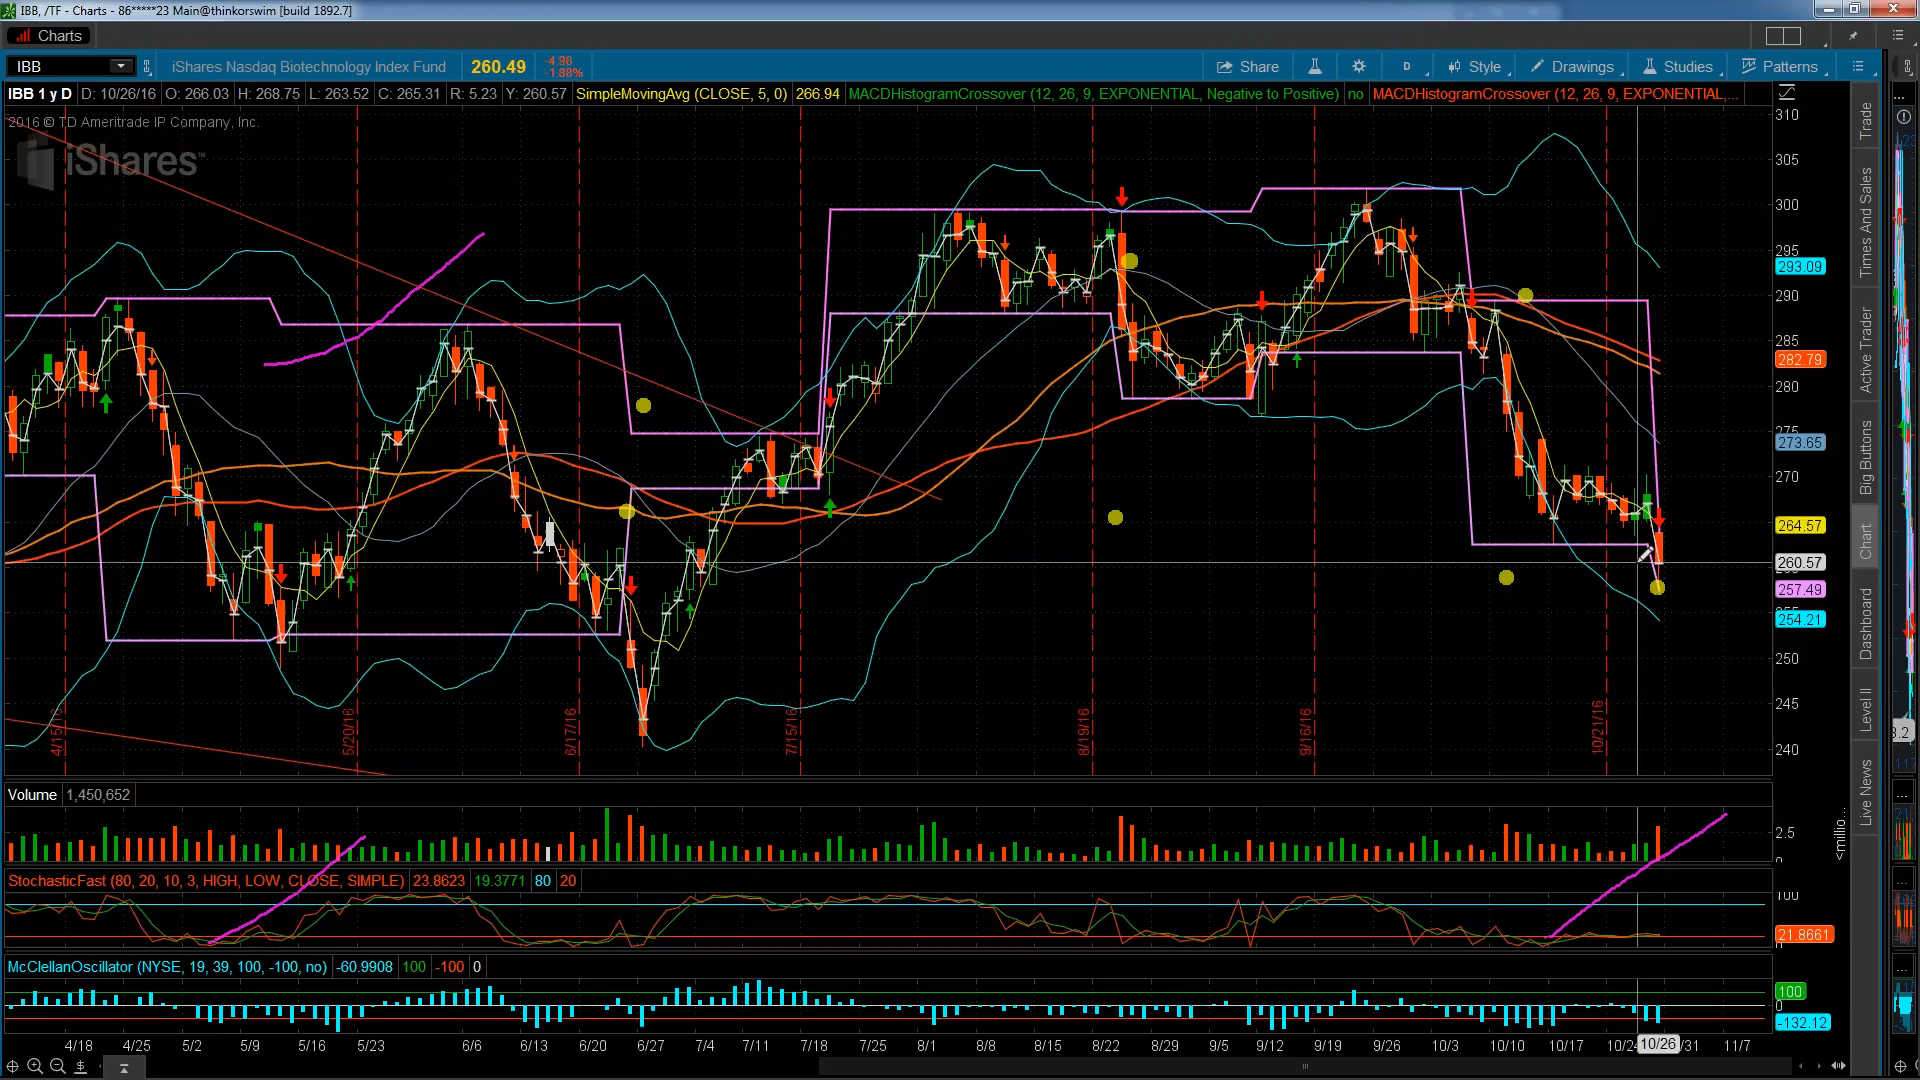 IBB, /TF - Charts - 86*****23 Main@thinkorswim [build 1892.7]
Charts
IBB iShares Nasdaq Biotechnology Index Fund 260.49 -4.98 -1.88% Share D Style Drawings Studies Patterns
IBB 1 y D D: 10/26/16 O: 266.03 H: 268.75 L: 263.52 C: 265.31 R: 5.23 Y: 260.57 SimpleMovingAvg (CLOSE, 5, 0) 266.94 MACDHistogramCrossover (12, 26, 9, EXPONENTIAL, Negative to Positive) no MACDHistogramCrossover (12, 26, 9, EXPONENTIAL,...
2016 © TD Ameritrade IP Company, Inc.
iShares™
310
305
300
295
293.09
290
285
282.79
280
273.65
270
264.57
260.57
257.49
254.21
250
245
240
4/15/16
5/20/16
6/17/16
7/15/16
8/19/16
9/16/16
10/21/16
Trade
Times And Sales
Active Trader
Big Buttons
Chart
Dashboard
Level II
Live News
Volume 1,450,652
2.5
<millio...
StochasticFast (80, 20, 10, 3, HIGH, LOW, CLOSE, SIMPLE) 23.8623 19.3771 80 20
100
21.8661
McClellanOscillator (NYSE, 19, 39, 100, -100, no) -60.9908 100 -100 0
100
0
-132.12
4/18 4/25 5/2 5/9 5/16 5/23 6/6 6/13 6/20 6/27 7/4 7/11 7/18 7/25 8/1 8/8 8/15 8/22 8/29 9/5 9/12 9/19 9/26 10/3 10/10 10/17 10/26 11/7